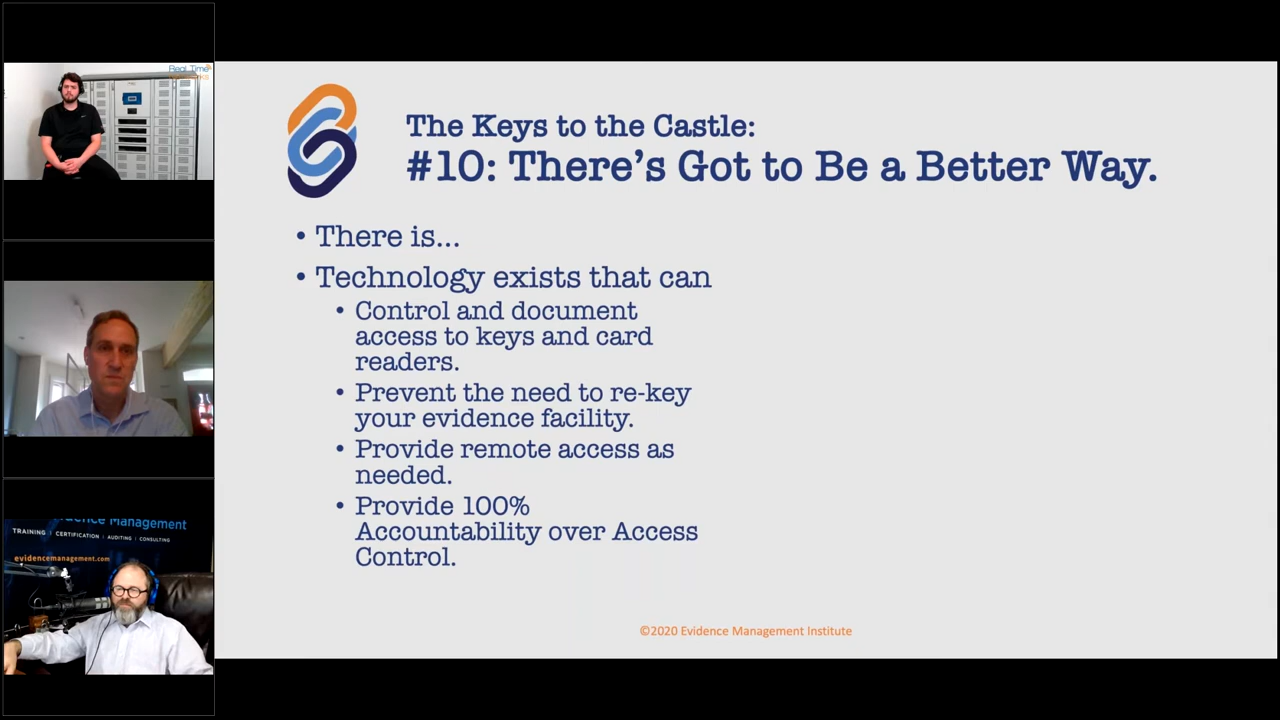 Real Time
The Keys to the Castle:
#10: There's Got to Be a Better Way.
• There is...
• Technology exists that can
• Control and document
access to keys and card
readers.
• Prevent the need to re-key
your evidence facility.
• Provide remote access as
needed.
• Provide 100%
Accountability over Access
Control.
©2020 Evidence Management Institute
Management
TRAINING | CERTIFICATION | AUDITING | CONSULTING
evidencemanagement.com